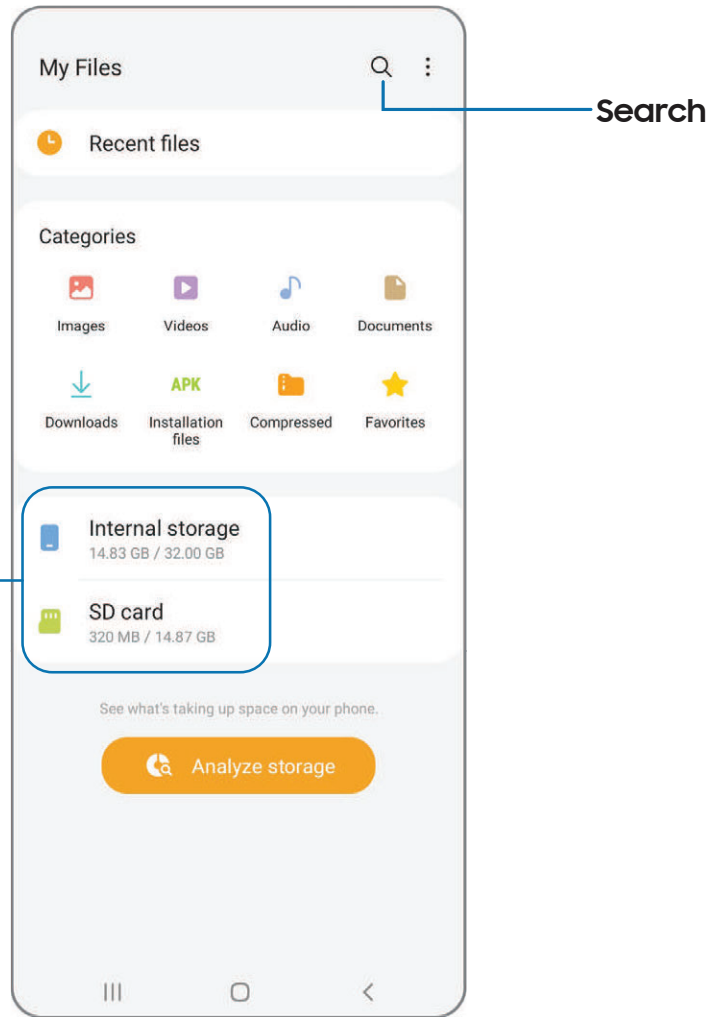 My Files
Search
Recent files
Categories
Images Videos Audio Documents
APK
Downloads Installation files Compressed Favorites
Internal storage
14.83 GB / 32.00 GB
SD card
320 MB / 14.87 GB
See what's taking up space on your phone.
Analyze storage